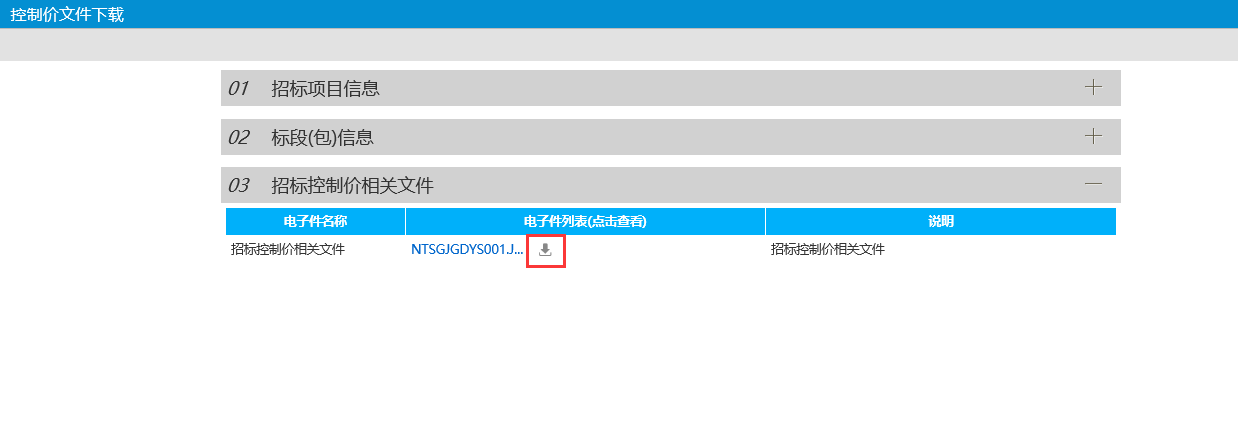 控制价文件下载
01 招标项目信息
02 标段(包)信息
03 招标控制价相关文件
电子件名称 电子件列表(点击查看) 说明
招标控制价相关文件 NTSGJGDYS001.J... 招标控制价相关文件